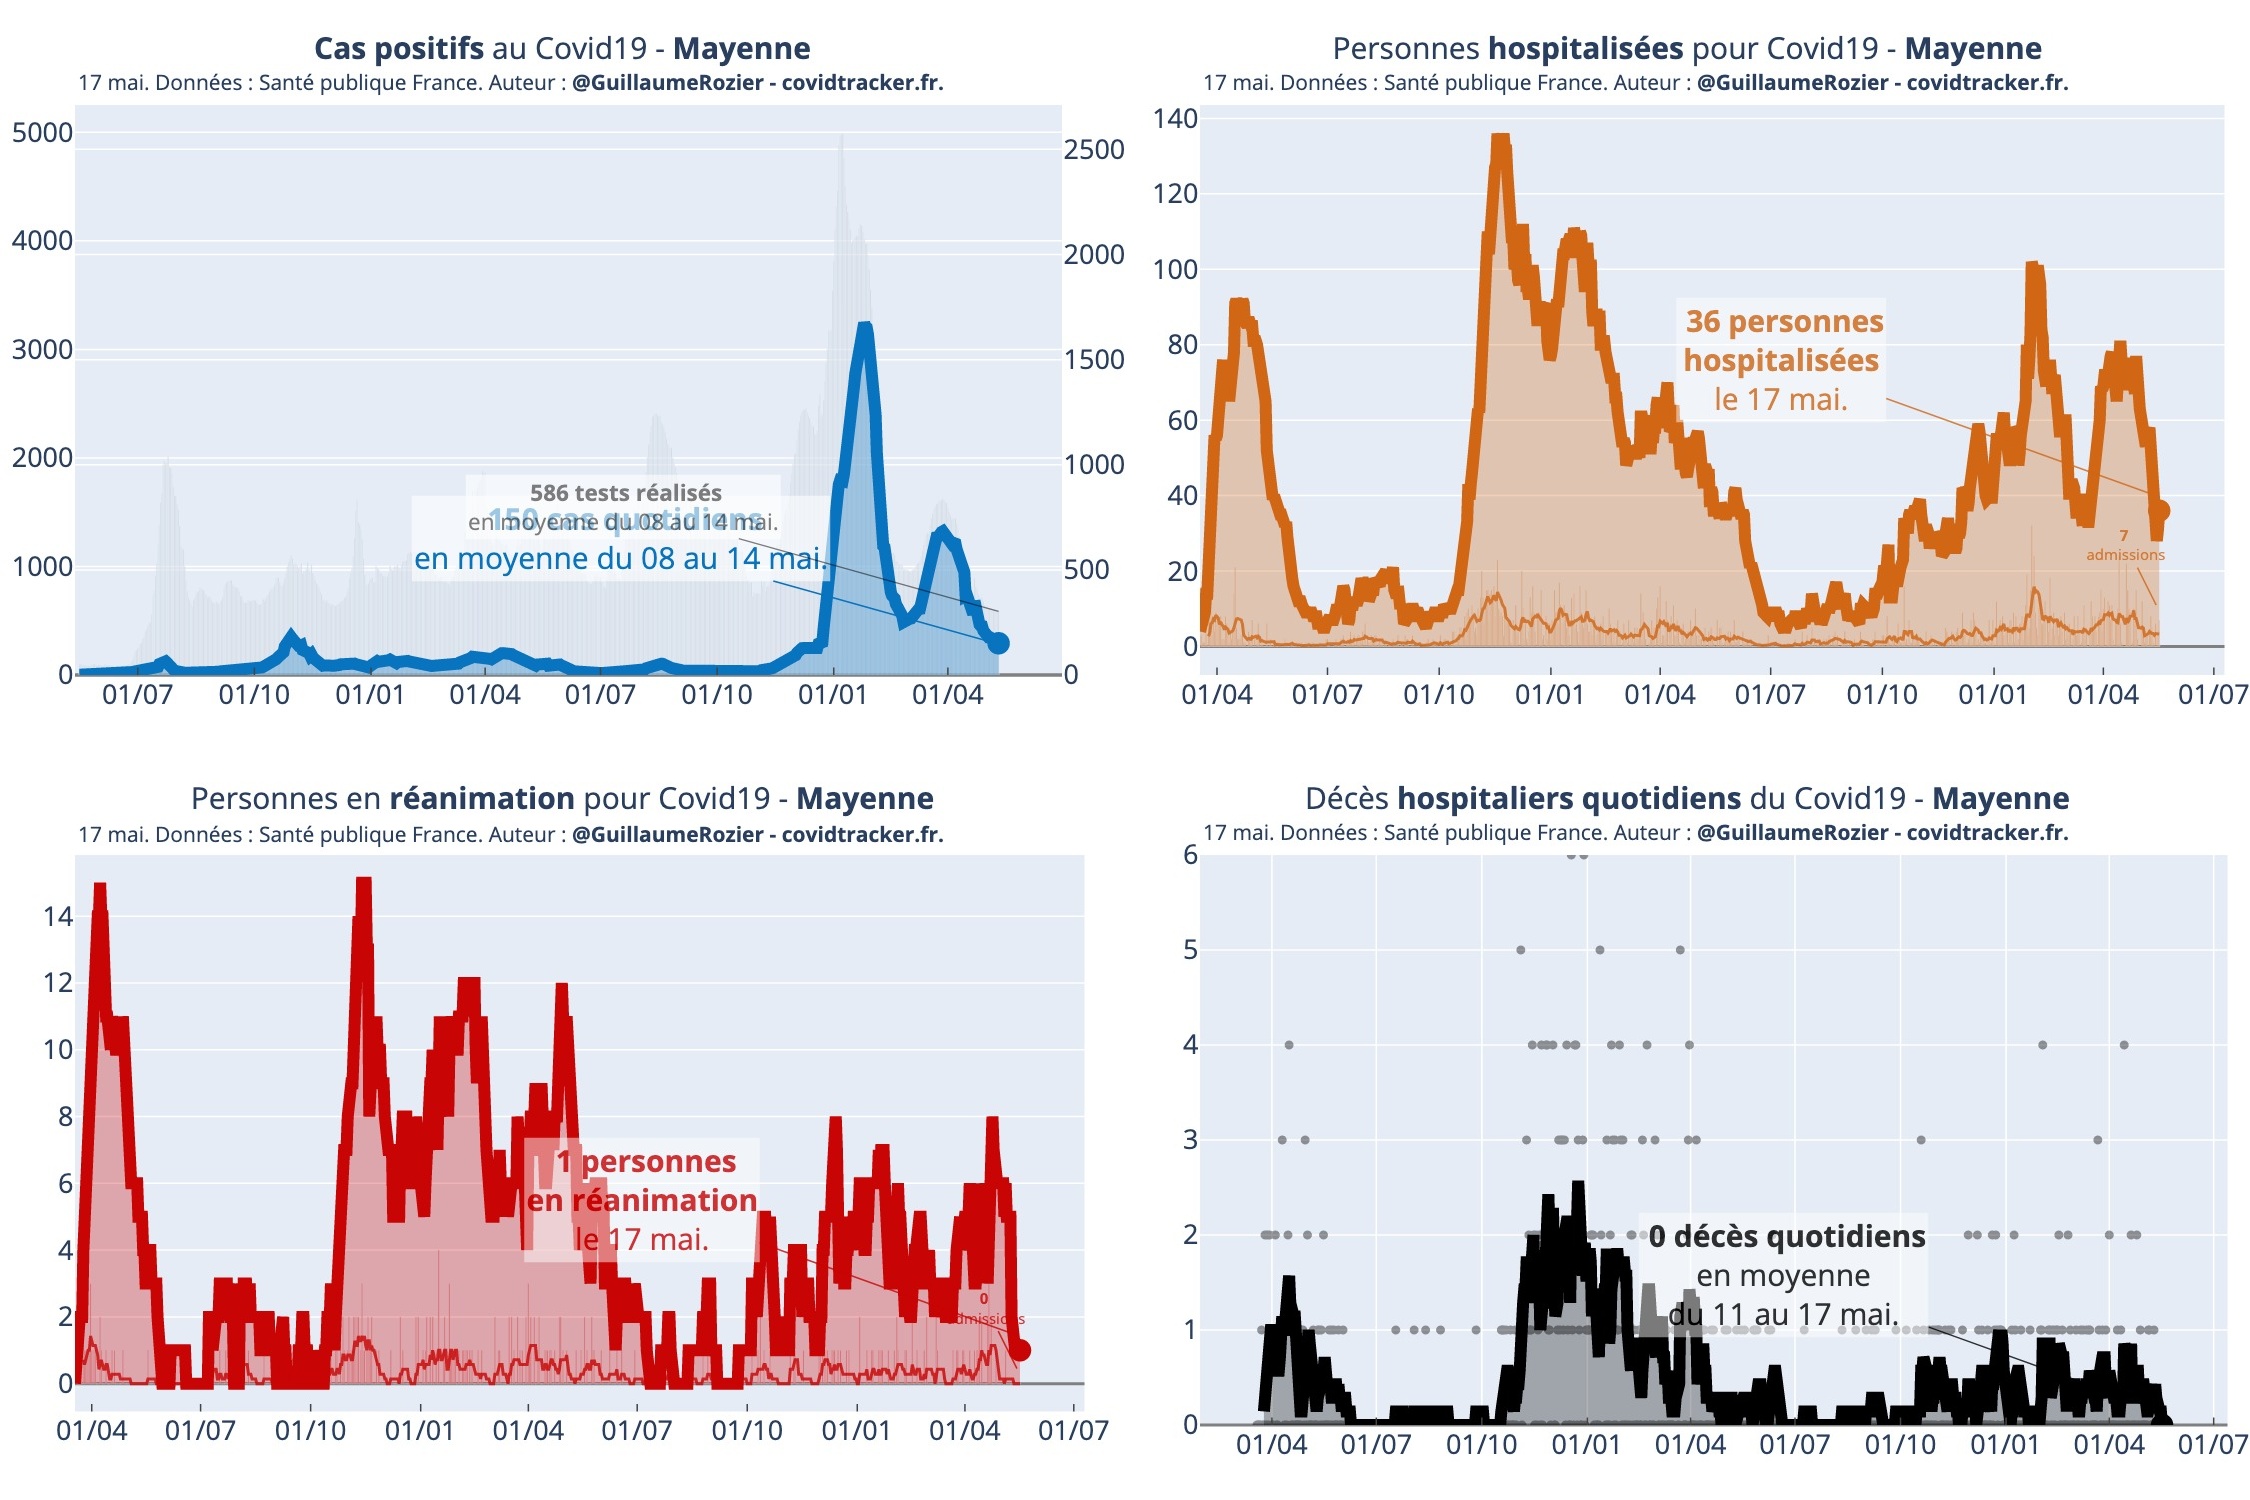 Cas positifs au Covid19 - Mayenne
17 mai. Données : Santé publique France. Auteur : @GuillaumeRozier - covidtracker.fr.
5000
4000
3000
2000
1000
0
2500
2000
1500
1000
500
0
586 tests réalisés
en moyenne du 08 au 14 mai.
150 cas quotidiens
en moyenne du 08 au 14 mai.
01/07 01/10 01/01 01/04 01/07 01/10 01/01 01/04
Personnes hospitalisées pour Covid19 - Mayenne
17 mai. Données : Santé publique France. Auteur : @GuillaumeRozier - covidtracker.fr.
140
120
100
80
60
40
20
0
36 personnes
hospitalisées
le 17 mai.
7
admissions
01/04 01/07 01/10 01/01 01/04 01/07 01/10 01/01 01/04 01/07
Personnes en réanimation pour Covid19 - Mayenne
17 mai. Données : Santé publique France. Auteur : @GuillaumeRozier - covidtracker.fr.
14
12
10
8
6
4
2
0
1 personnes
en réanimation
le 17 mai.
0
admissions
01/04 01/07 01/10 01/01 01/04 01/07 01/10 01/01 01/04 01/07
Décès hospitaliers quotidiens du Covid19 - Mayenne
17 mai. Données : Santé publique France. Auteur : @GuillaumeRozier - covidtracker.fr.
6
5
4
3
2
1
0
0 décès quotidiens
en moyenne
du 11 au 17 mai.
01/04 01/07 01/10 01/01 01/04 01/07 01/10 01/01 01/04 01/07